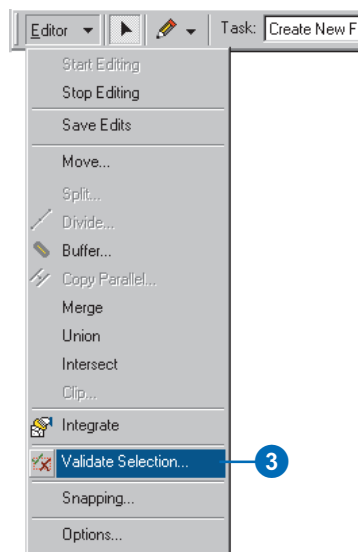 Editor Task: Create New F
Start Editing
Stop Editing
Save Edits
Move...
Split...
Divide...
Buffer...
Copy Parallel...
Merge
Union
Intersect
Clip...
Integrate
Validate Selection... 3
Snapping...
Options...